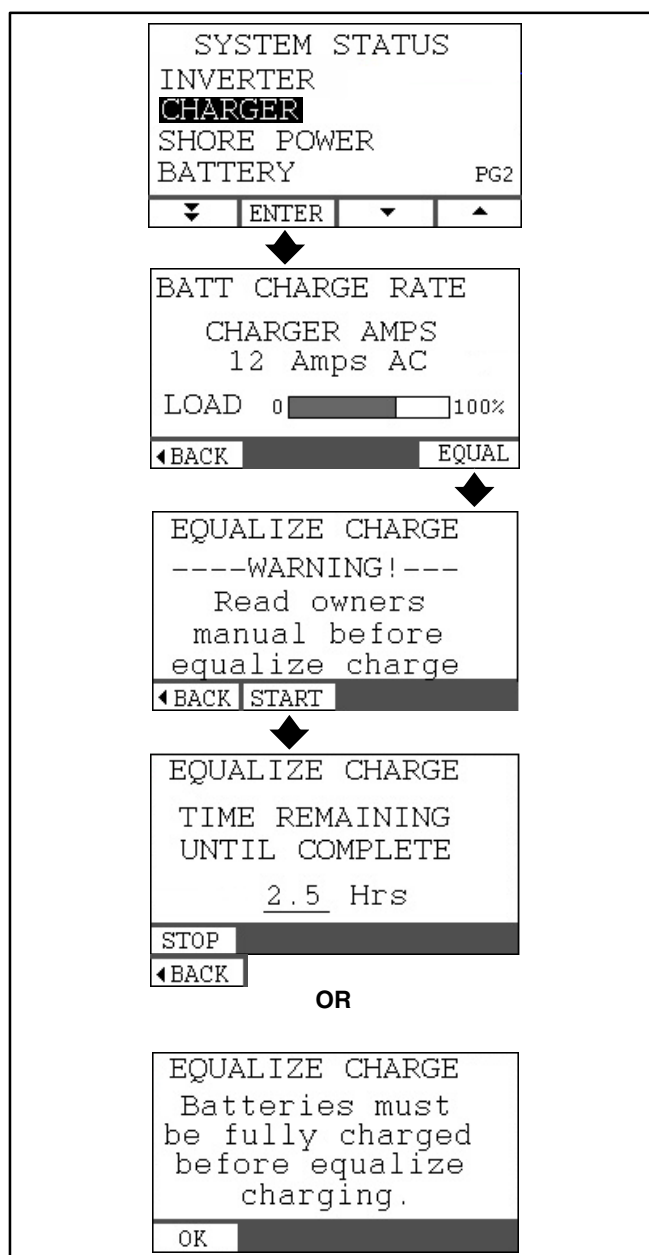 SYSTEM STATUS
INVERTER
CHARGER
SHORE POWER
BATTERY PG2
ENTER
BATT CHARGE RATE
CHARGER AMPS
12 Amps AC
LOAD 0 100%
BACK EQUAL
EQUALIZE CHARGE
----WARNING!---
Read owners
manual before
equalize charge
BACK START
EQUALIZE CHARGE
TIME REMAINING
UNTIL COMPLETE
2.5 Hrs
STOP
BACK
OR
EQUALIZE CHARGE
Batteries must
be fully charged
before equalize
charging.
OK